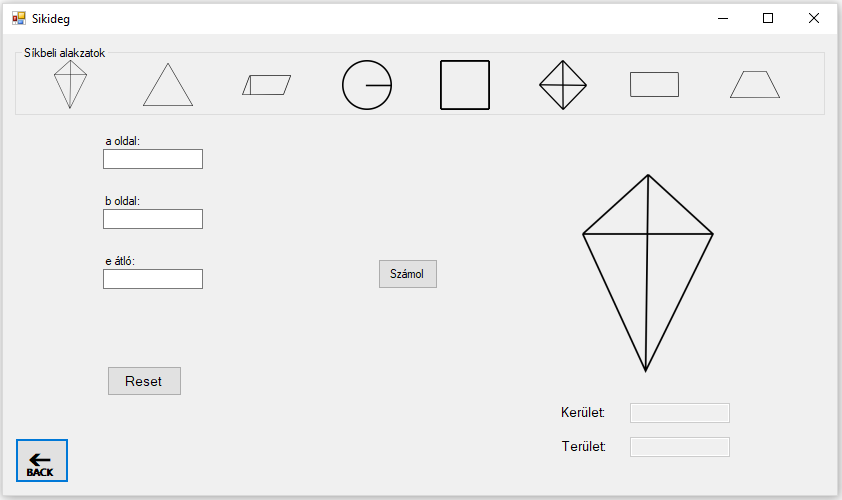 Sikideg
Síkbeli alakzatok
a oldal:
b oldal:
e átló:
Számol
Reset
Kerület:
Terület:
BACK